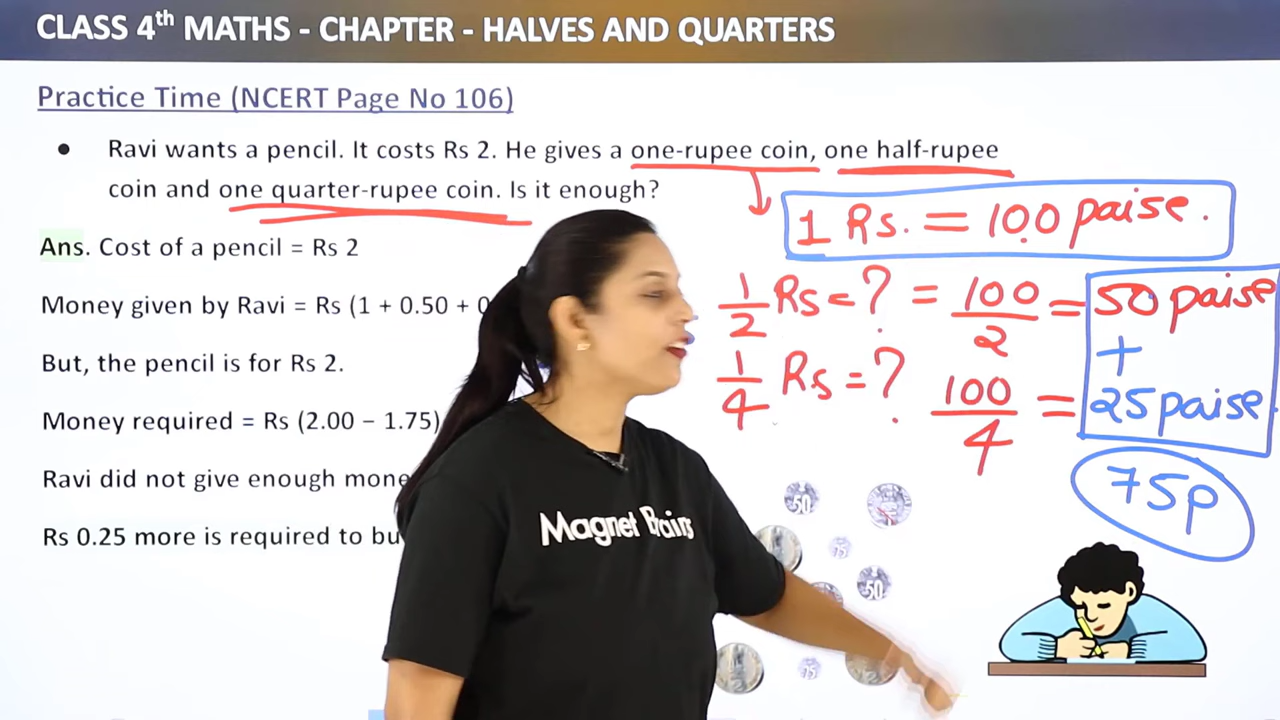 CLASS 4th MATHS - CHAPTER - HALVES AND QUARTERS
Practice Time (NCERT Page No 106)
• Ravi wants a pencil. It costs Rs 2. He gives a one-rupee coin, one half-rupee
coin and one quarter-rupee coin. Is it enough?
1 Rs. = 100 paise.
Ans. Cost of a pencil = Rs 2
Money given by Ravi = Rs (1 + 0.50 +
1/2 Rs = ? = 100/2 = 50 paise
+
But, the pencil is for Rs 2.
1/4 Rs = ? 100/4 = 25 paise
Money required = Rs (2.00 – 1.75)
Ravi did not give enough
75p
Rs 0.25 more is required to
Magnet Brains
50
50